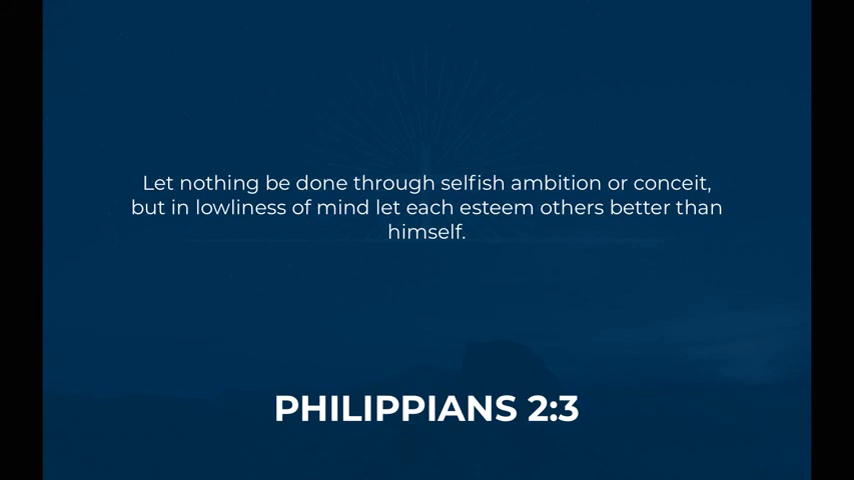 Let nothing be done through selfish ambition or conceit,
but in lowliness of mind let each esteem others better than
himself.
PHILIPPIANS 2:3